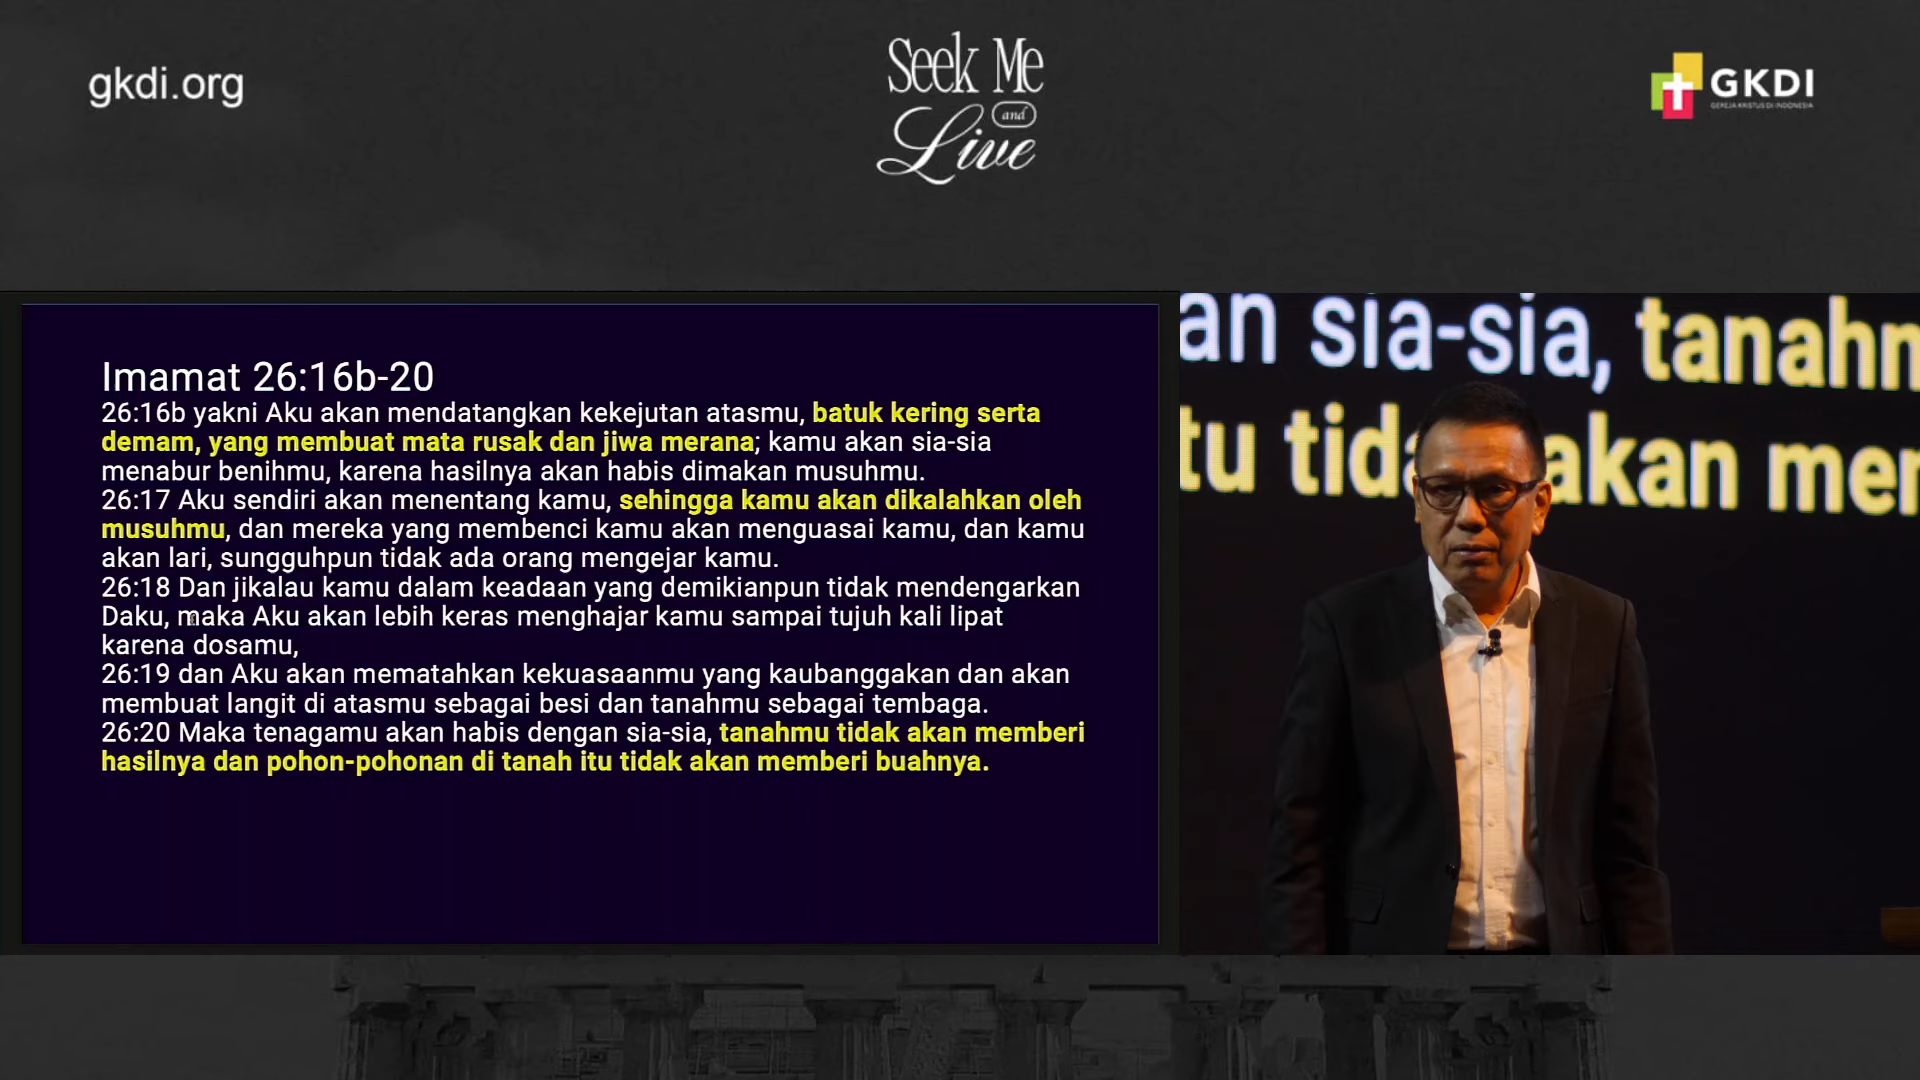 gkdi.org
Seek Me
and
Live
GKDI
GEREJA KRISTUS DI INDONESIA
Imamat 26:16b-20
26:16b yakni Aku akan mendatangkan kekejutan atasmu, batuk kering serta
demam, yang membuat mata rusak dan jiwa merana; kamu akan sia-sia
menabur benihmu, karena hasilnya akan habis dimakan musuhmu.
26:17 Aku sendiri akan menentang kamu, sehingga kamu akan dikalahkan oleh
musuhmu, dan mereka yang membenci kamu akan menguasai kamu, dan kamu
akan lari, sungguhpun tidak ada orang mengejar kamu.
26:18 Dan jikalau kamu dalam keadaan yang demikianpun tidak mendengarkan
Daku, maka Aku akan lebih keras menghajar kamu sampai tujuh kali lipat
karena dosamu,
26:19 dan Aku akan mematahkan kekuasaanmu yang kaubanggakan dan akan
membuat langit di atasmu sebagai besi dan tanahmu sebagai tembaga.
26:20 Maka tenagamu akan habis dengan sia-sia, tanahmu tidak akan memberi
hasilnya dan pohon-pohonan di tanah itu tidak akan memberi buahnya.
an sia-sia, tanahm
tu tid akan mem